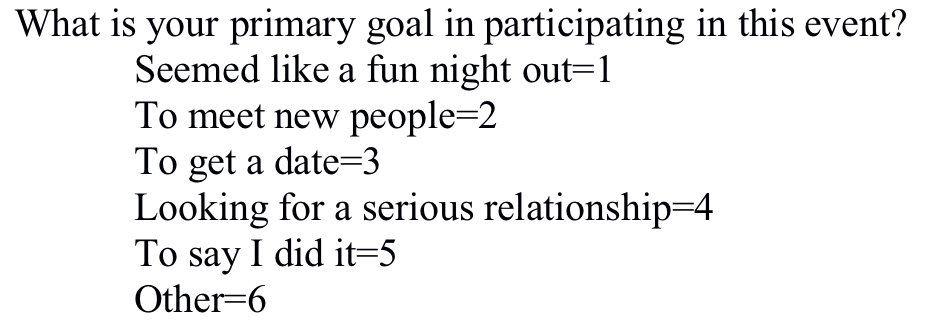 What is your primary goal in participating in this event?
Seemed like a fun night out=1
To meet new people=2
To get a date=3
Looking for a serious relationship=4
To say I did it=5
Other=6